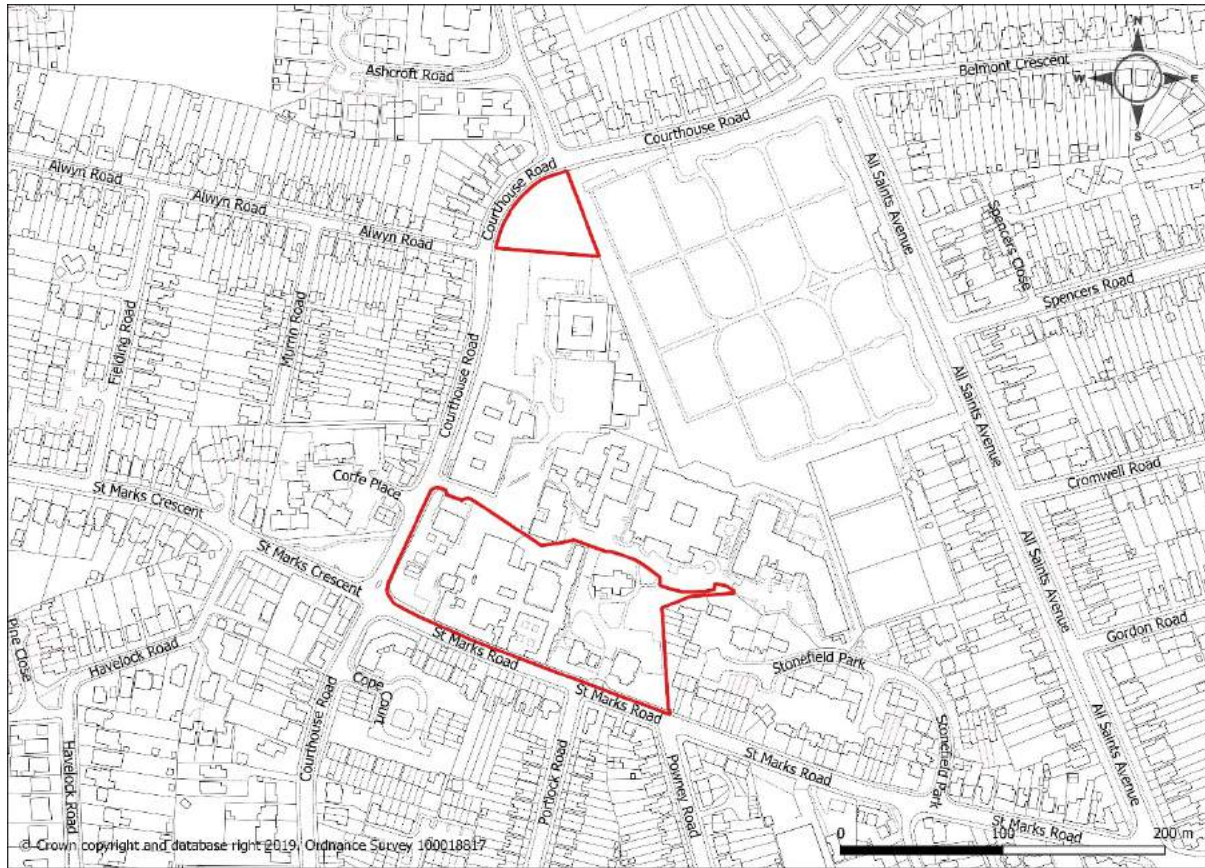 N
W
E
S
Belmont Crescent
Ashcroft Road
Courthouse Road
All Saints Avenue
Courthouse Road
Alwyn Road
Alwyn Road
Alwyn Road
Spencers Close
Spencers Road
Fielding Road
Murrin Road
Courthouse Road
All Saints Avenue
Cromwell Road
Corfe Place
St Marks Crescent
St Marks Crescent
All Saints Avenue
Gordon Road
Pine Close
Havelock Road
St Marks Road
Stonefield Park
Cope Court
St Marks Road
Courthouse Road
Stonefield Park
Havelock Road
Portlock Road
Powney Road
St Marks Road
All Saints Avenue
St Marks Road
© Crown copyright and database right 2019, Ordnance Survey 100018817
0 100 200 m